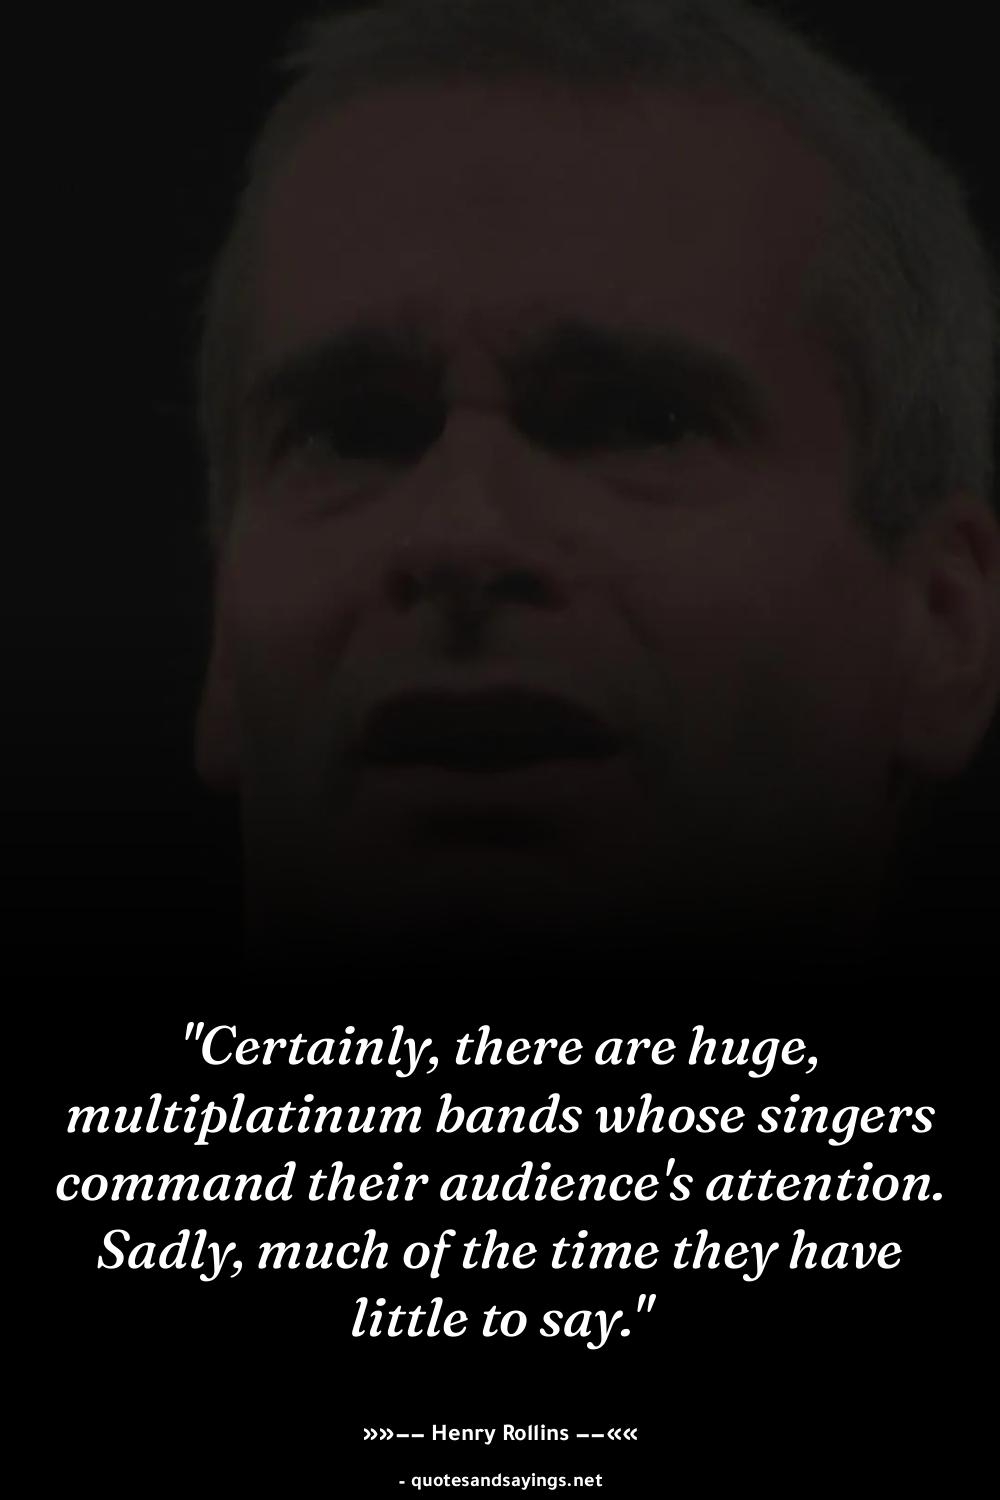 "Certainly, there are huge,
multiplatinum bands whose singers
command their audience's attention.
Sadly, much of the time they have
little to say."
»»−− Henry Rollins −−««
- quotesandsayings.net